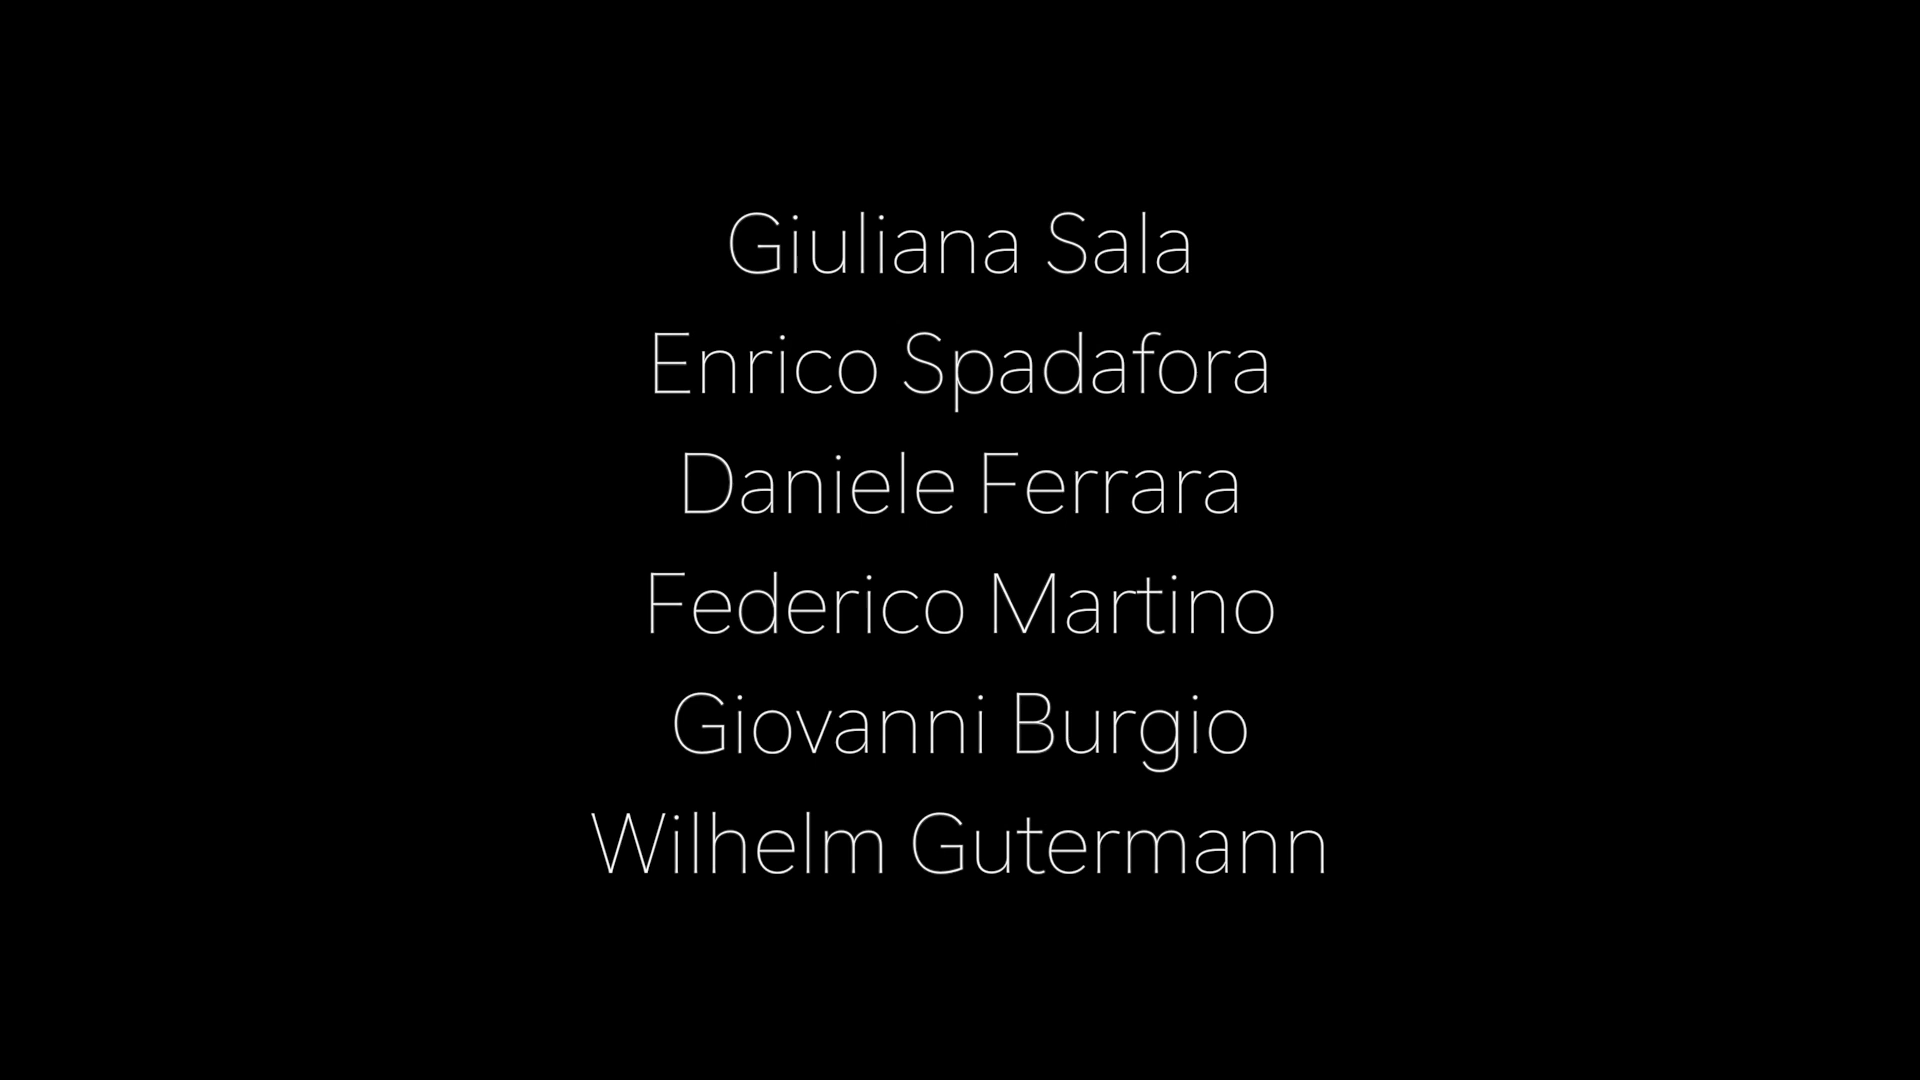 Giuliana Sala
Enrico Spadafora
Daniele Ferrara
Federico Martino
Giovanni Burgio
Wilhelm Gutermann